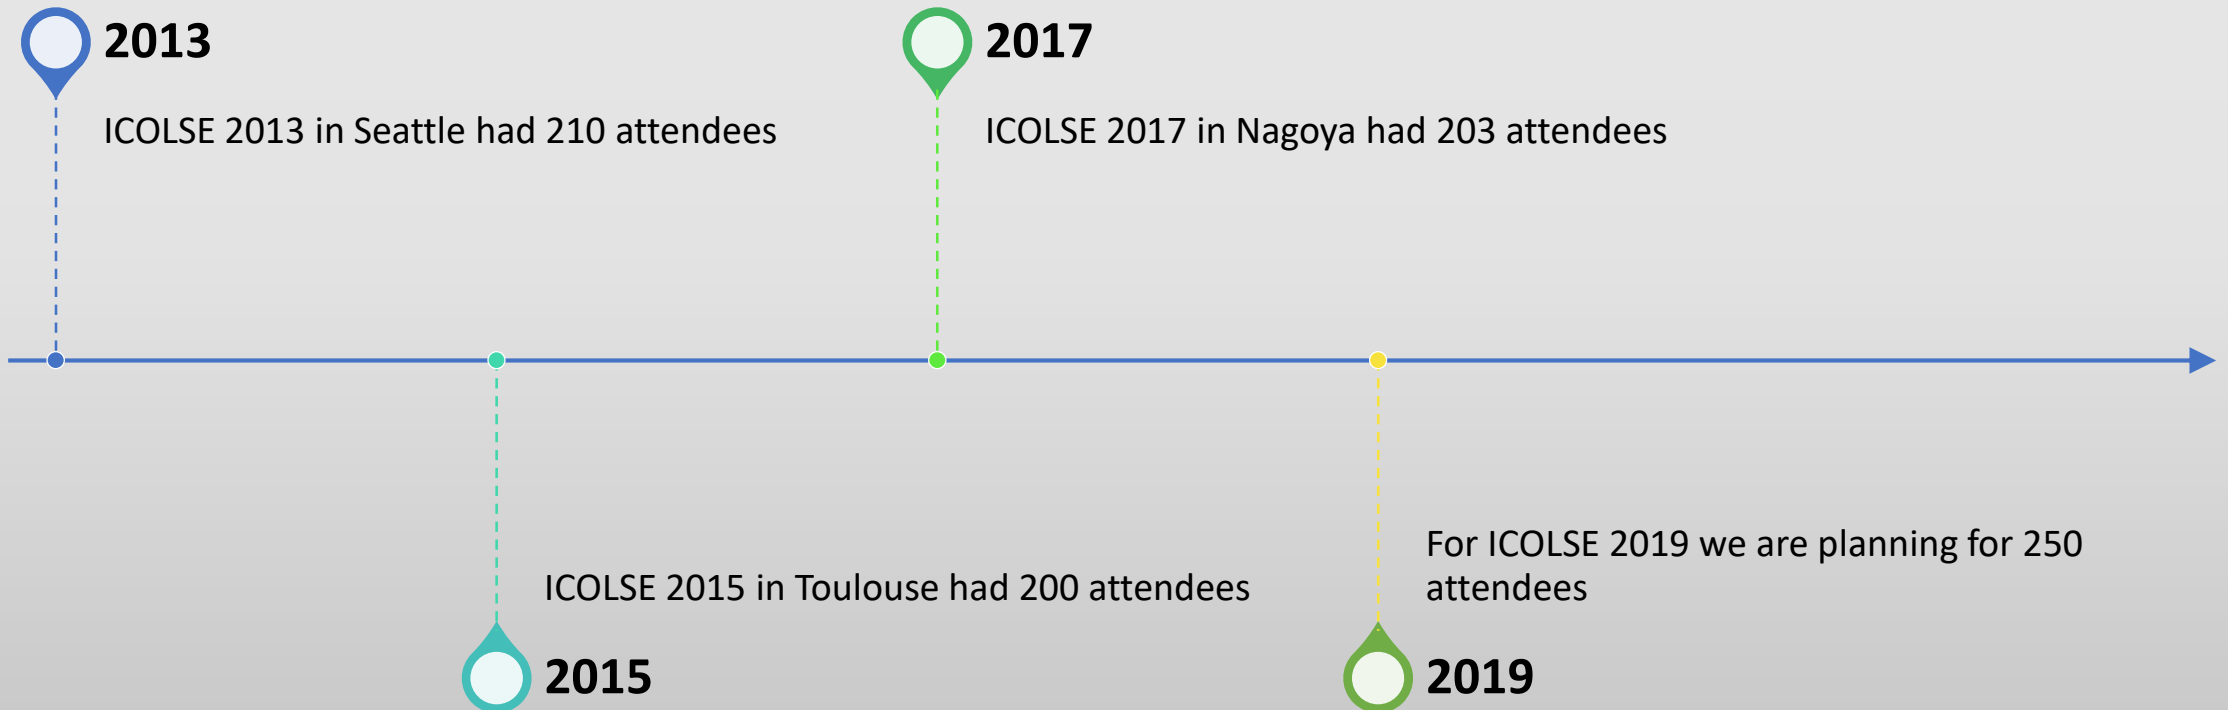 2013
ICOLSE 2013 in Seattle had 210 attendees
2017
ICOLSE 2017 in Nagoya had 203 attendees
ICOLSE 2015 in Toulouse had 200 attendees
2015
For ICOLSE 2019 we are planning for 250
attendees
2019